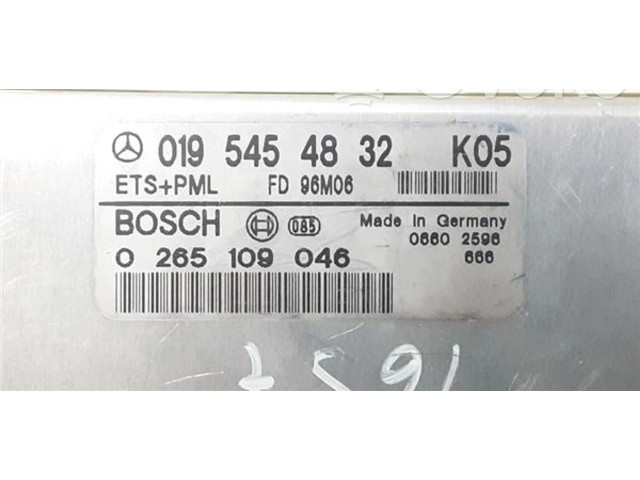 019 545 48 32 K05
ETS+PML FD 96M06
BOSCH 085 Made in Germany
0 265 109 046 0660 2596
666